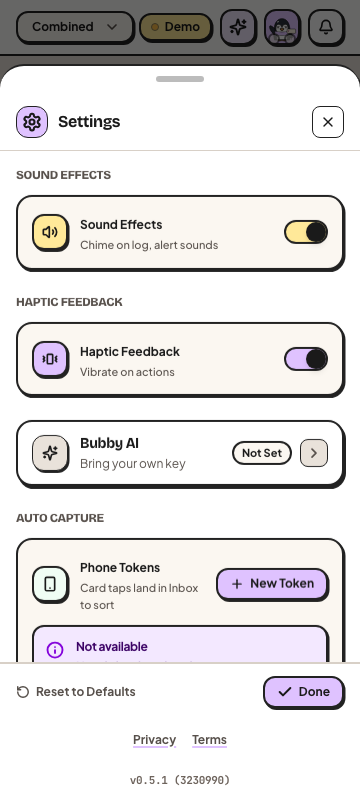 Combined
Demo
Settings
SOUND EFFECTS
Sound Effects
Chime on log, alert sounds
HAPTIC FEEDBACK
Haptic Feedback
Vibrate on actions
Bubby AI
Bring your own key
Not Set
AUTO CAPTURE
Phone Tokens
Card taps land in Inbox
to sort
New Token
Not available
Reset to Defaults
Done
Privacy
Terms
v0.5.1 (3230990)